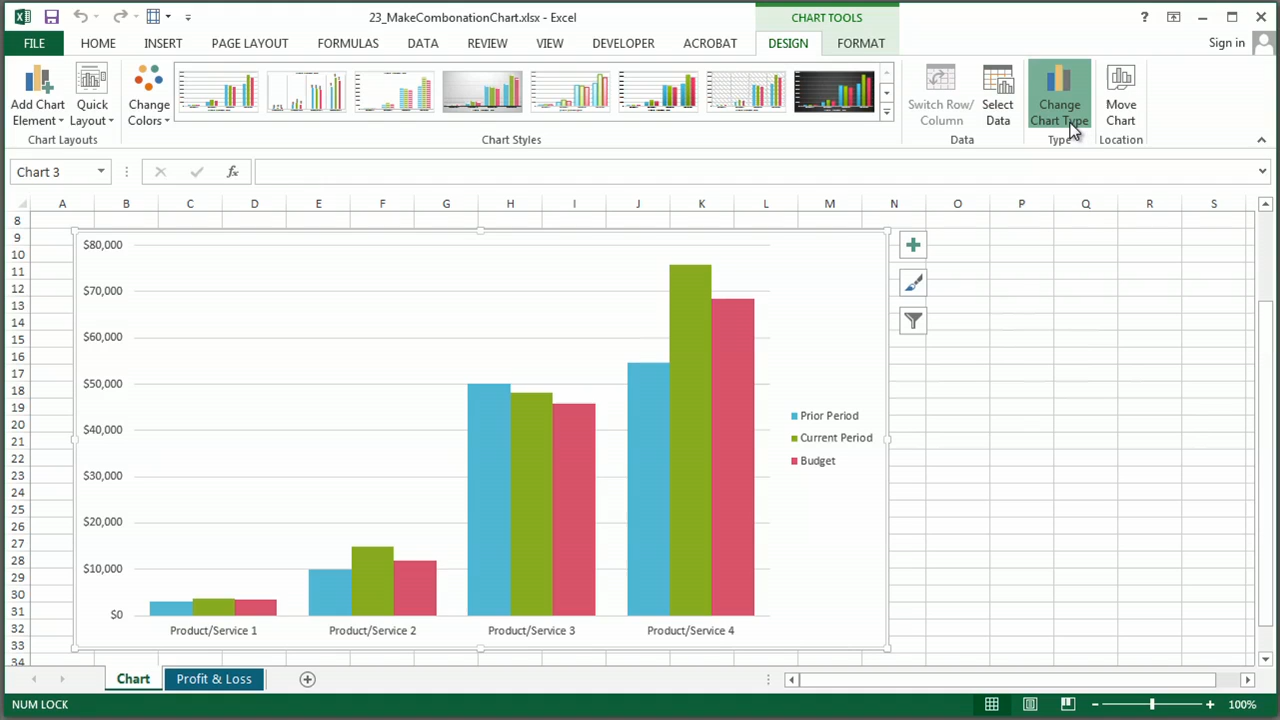 23_MakeCombonationChart.xlsx - Excel
CHART TOOLS
?
FILE HOME INSERT PAGE LAYOUT FORMULAS DATA REVIEW VIEW DEVELOPER ACROBAT DESIGN FORMAT Sign in
Add Chart Element
Quick Layout
Change Colors
Switch Row/ Column
Select Data
Change Chart Type
Move Chart
Chart Layouts Chart Styles Data Type Location
Chart 3 fx
A B C D E F G H I J K L M N O P Q R S
8
9
10
11
12
13
14
15
16
17
18
19
20
21
22
23
24
25
26
27
28
29
30
31
32
33
34
$80,000
$70,000
$60,000
$50,000
$40,000
$30,000
$20,000
$10,000
$0
Product/Service 1 Product/Service 2 Product/Service 3 Product/Service 4
Prior Period
Current Period
Budget
Chart Profit & Loss
NUM LOCK 100%